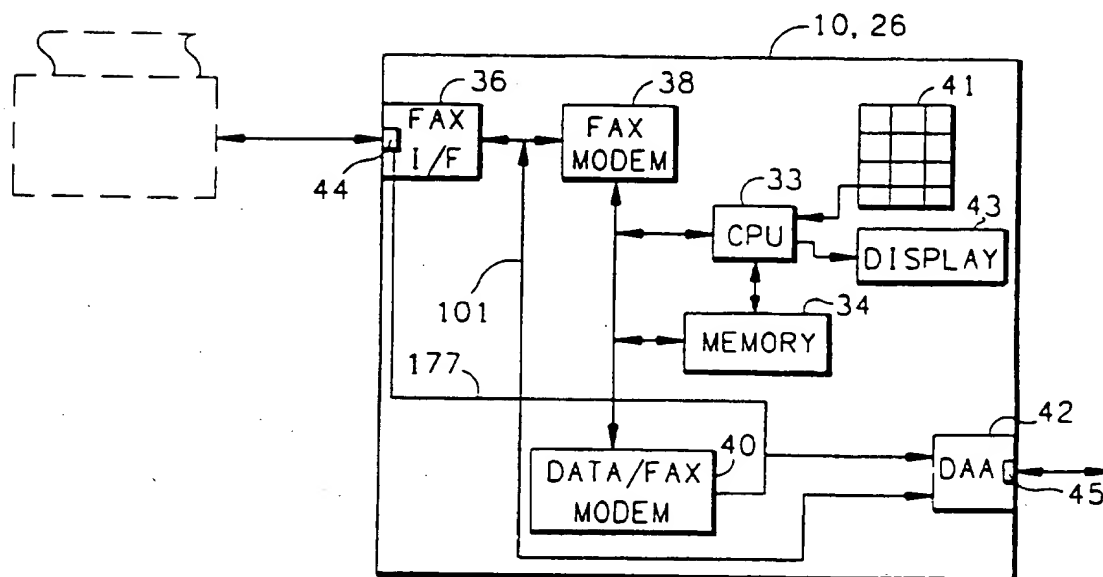 10, 26
36
38
41
FAX
I/F
FAX
MODEM
44
33
43
CPU
DISPLAY
101
34
MEMORY
177
42
40
DATA/FAX
MODEM
DAA
45